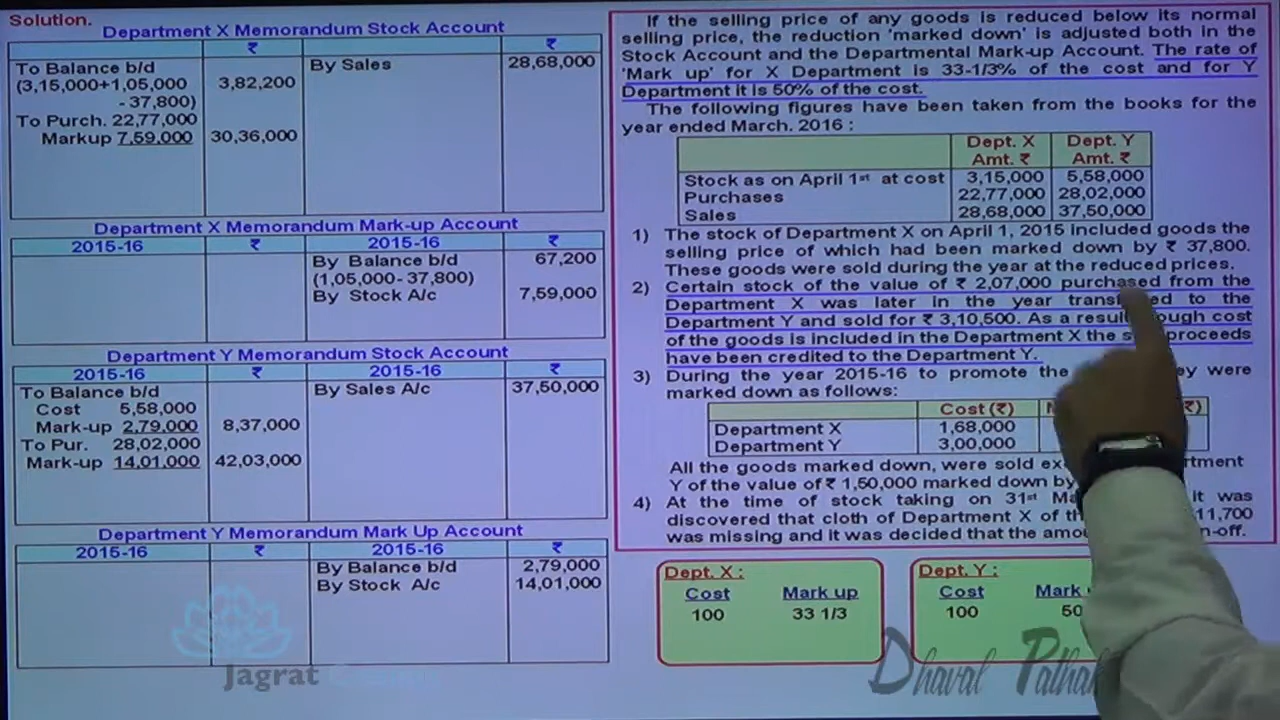 Solution.
Department X Memorandum Stock Account
₹ ₹
To Balance b/d By Sales 28,68,000
(3,15,000+1,05,000 3,82,200
- 37,800)
To Purch. 22,77,000
Markup 7,59,000 30,36,000
Department X Memorandum Mark-up Account
2015-16 ₹ 2015-16 ₹
By Balance b/d 67,200
(1,05,000-37,800)
By Stock A/c 7,59,000
Department Y Memorandum Stock Account
2015-16 ₹ 2015-16 ₹
To Balance b/d By Sales A/c 37,50,000
Cost 5,58,000
Mark-up 2,79,000 8,37,000
To Pur. 28,02,000
Mark-up 14,01,000 42,03,000
Department Y Memorandum Mark Up Account
2015-16 ₹ 2015-16 ₹
By Balance b/d 2,79,000
By Stock A/c 14,01,000
Jagrat
If the selling price of any goods is reduced below its normal
selling price, the reduction 'marked down' is adjusted both in the
Stock Account and the Departmental Mark-up Account. The rate of
'Mark up' for X Department is 33-1/3% of the cost and for Y
Department it is 50% of the cost.
The following figures have been taken from the books for the
year ended March. 2016 :
Dept. X Dept. Y
Amt. ₹ Amt. ₹
Stock as on April 1st at cost 3,15,000 5,58,000
Purchases 22,77,000 28,02,000
Sales 28,68,000 37,50,000
1) The stock of Department X on April 1, 2015 included goods the
selling price of which had been marked down by ₹ 37,800.
These goods were sold during the year at the reduced prices.
2) Certain stock of the value of ₹ 2,07,000 purchased from the
Department X was later in the year to the
Department Y and sold for ₹ 3,10,500. As a cost
of the goods is included in the Department X the proceeds
have been credited to the Department Y.
3) During the year 2015-16 to promote the were
marked down as follows:
Cost (₹)
Department X 1,68,000
Department Y 3,00,000
All the goods marked down, were sold
Y of the value of ₹ 1,50,000 marked down by
4) At the time of stock taking on 31st it was
discovered that cloth of Department X of 11,700
was missing and it was decided that the
Dept. X :
Cost Mark up
100 33 1/3
Dept. Y :
Cost Mark
100 50
Dhaval Pathak